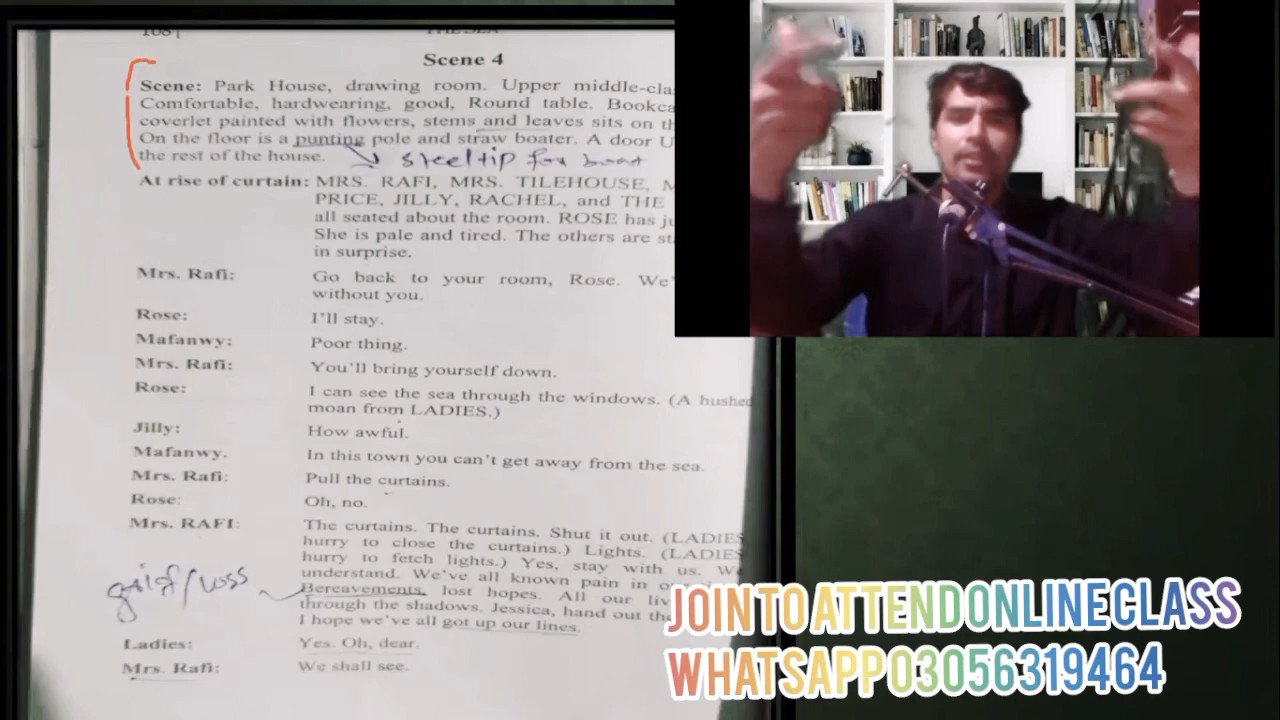 168 | THE SEA
Scene 4
Scene: Park House, drawing room. Upper middle-cla
Comfortable, hardwearing, good, Round table. Bookca
coverlet painted with flowers, stems and leaves sits on th
On the floor is a punting pole and straw boater. A door U
the rest of the house.
steel tip for boat
At rise of curtain: MRS. RAFI, MRS. TILEHOUSE, M
PRICE, JILLY, RACHEL, and THE
all seated about the room. ROSE has ju
She is pale and tired. The others are sta
in surprise.
Mrs. Rafi: Go back to your room, Rose. We'
without you.
Rose: I'll stay.
Mafanwy: Poor thing.
Mrs. Rafi: You'll bring yourself down.
Rose: I can see the sea through the windows. (A hushed
moan from LADIES.)
Jilly: How awful.
Mafanwy. In this town you can't get away from the sea.
Mrs. Rafi: Pull the curtains.
Rose: Oh, no.
Mrs. RAFI: The curtains. The curtains. Shut it out. (LADIES
hurry to close the curtains.) Lights. (LADIES
hurry to fetch lights.) Yes, stay with us. We
understand. We've all known pain in o
grief/loss
Bereavements, lost hopes. All our liv
through the shadows. Jessica, hand out the
I hope we've all got up our lines.
Ladies: Yes. Oh, dear.
Mrs. Rafi: We shall see.
JOIN TO ATTEND ONLINE CLASS
WHATSAPP 03056319464